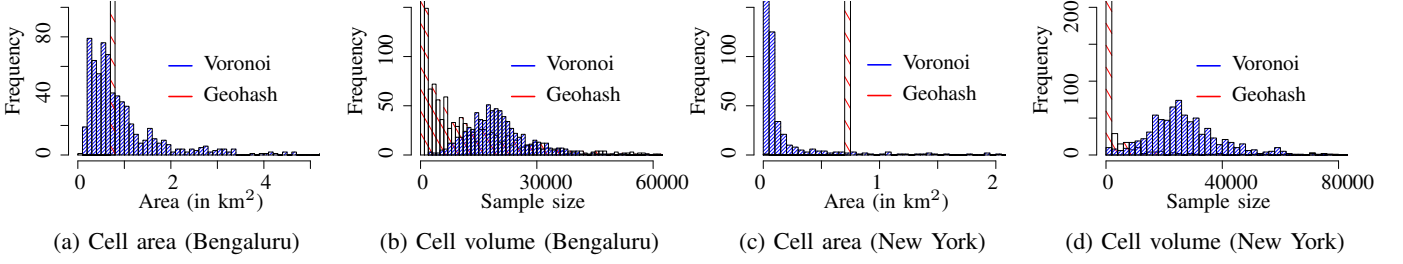 Frequency
0 40 80
Voronoi
Geohash
0 2 4
Area (in km²)
(a) Cell area (Bengaluru)
Frequency
0 50 150
Voronoi
Geohash
0 30000 60000
Sample size
(b) Cell volume (Bengaluru)
Frequency
0 50 150
Voronoi
Geohash
0 1 2
Area (in km²)
(c) Cell area (New York)
Frequency
0 100 200
Voronoi
Geohash
0 40000 80000
Sample size
(d) Cell volume (New York)